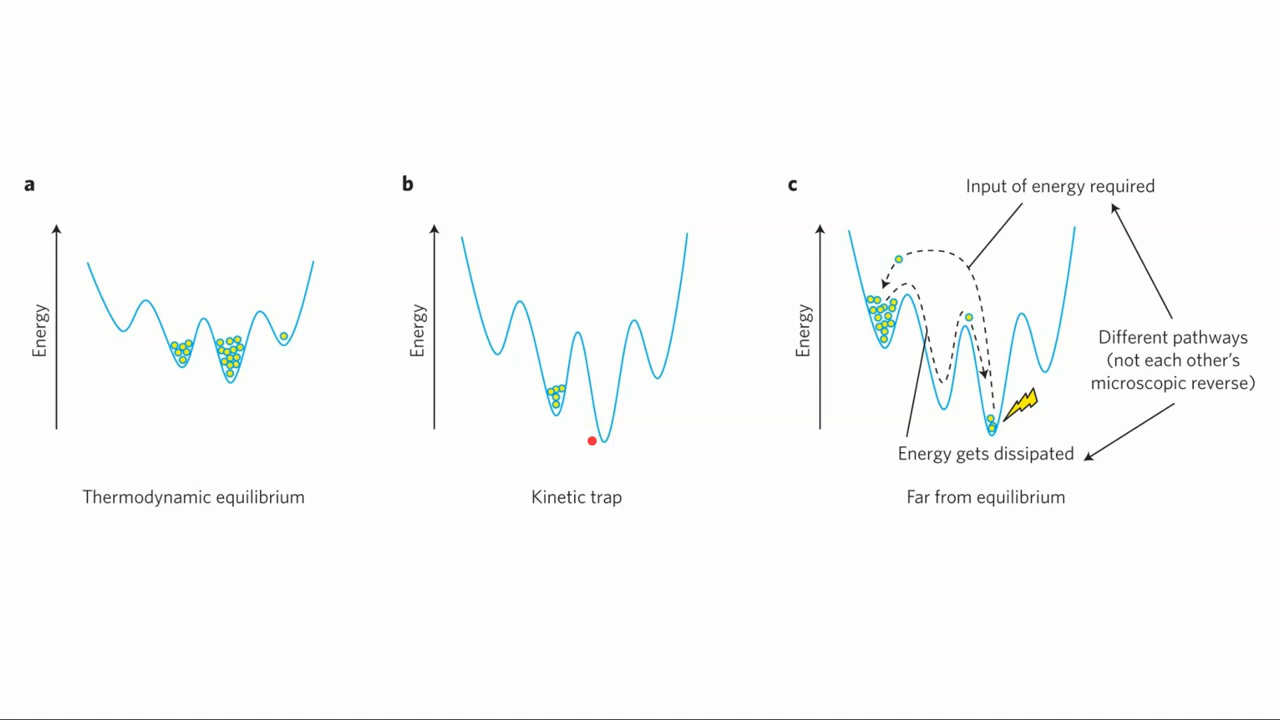 a
Energy
Thermodynamic equilibrium
b
Energy
Kinetic trap
c
Energy
Input of energy required
Different pathways
(not each other's
microscopic reverse)
Energy gets dissipated
Far from equilibrium